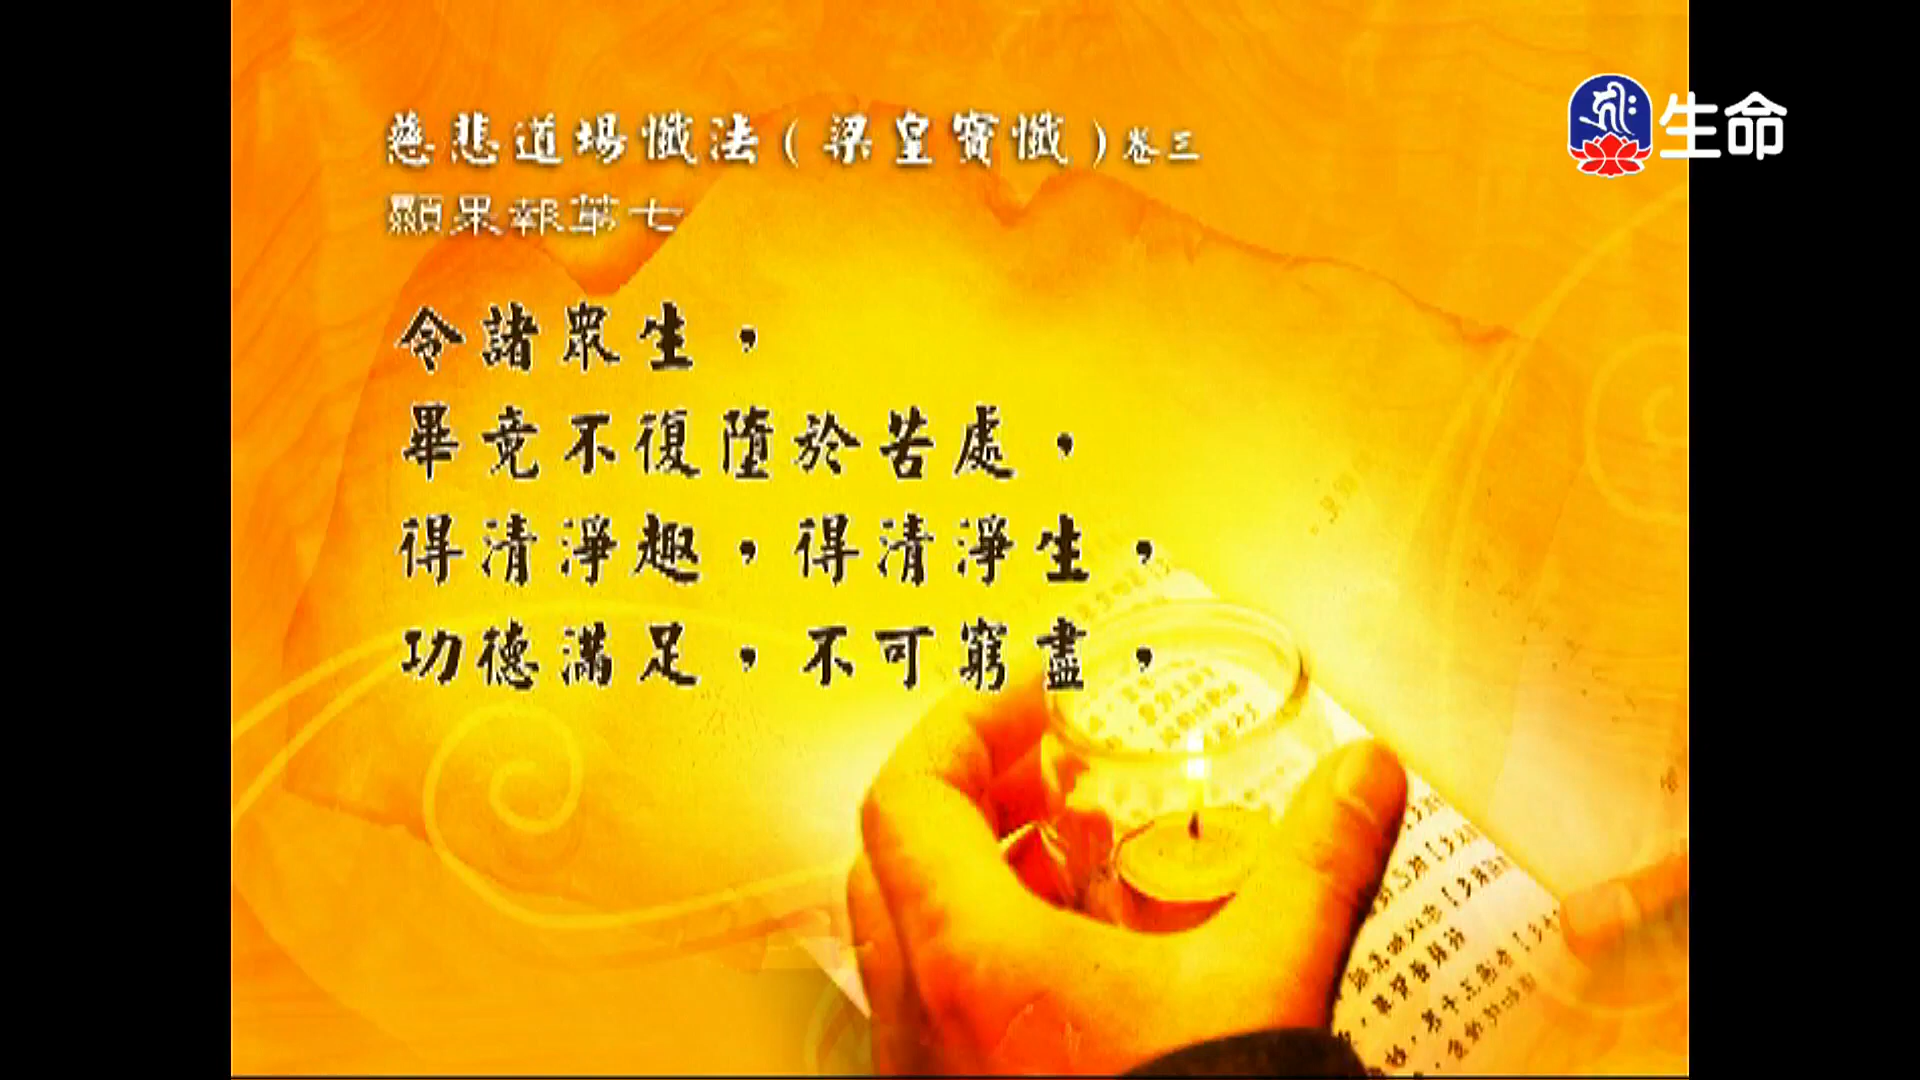 慈悲道場懺法(梁皇寶懺)卷三
顯果報第七
生命
令諸眾生，
畢竟不復墮於苦處，
得清淨趣，得清淨生，
功德滿足，不可窮盡，